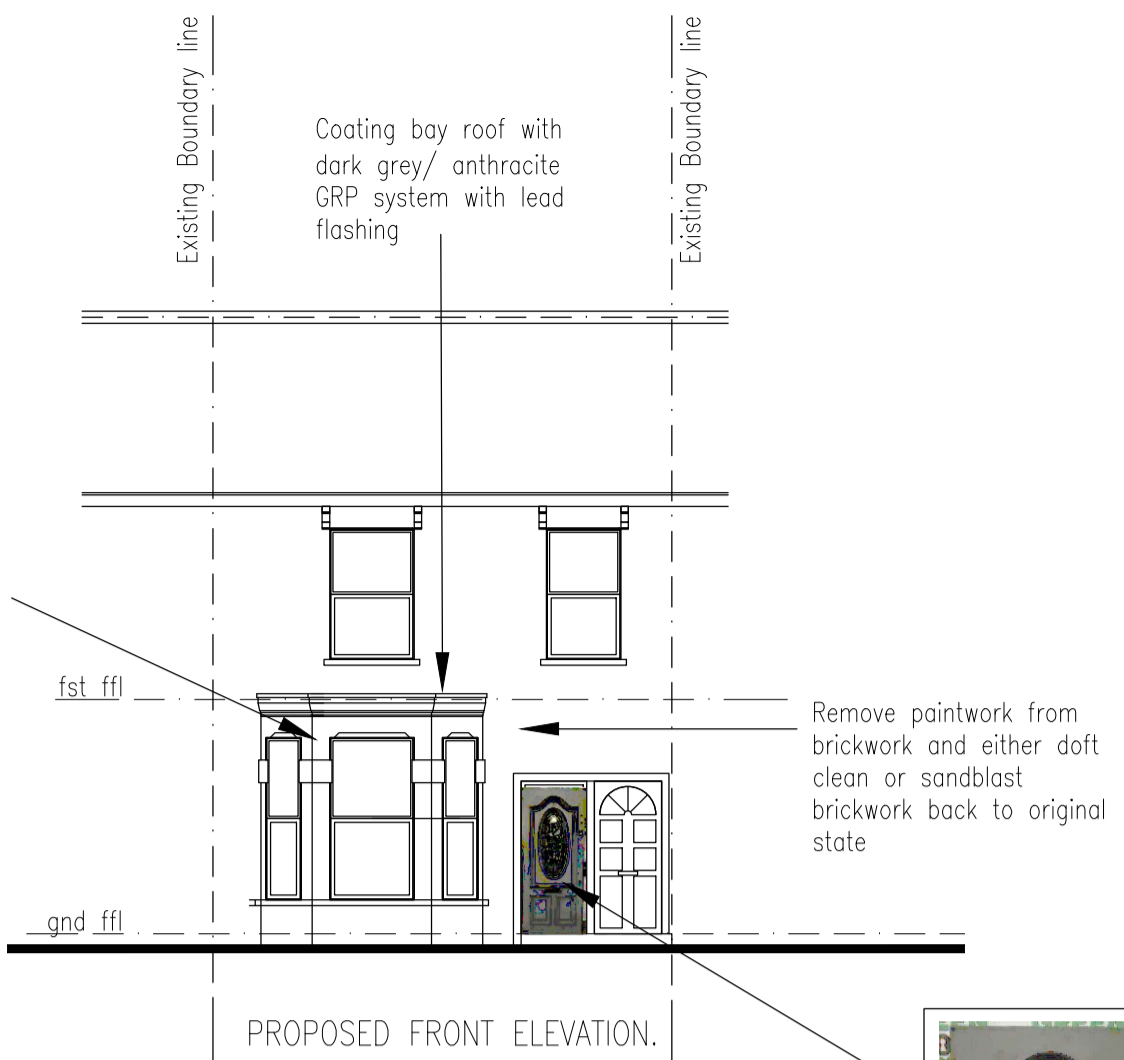 Existing Boundary line
Existing Boundary line
Coating bay roof with
dark grey/ anthracite
GRP system with lead
flashing
fst ffl
Remove paintwork from
brickwork and either doft
clean or sandblast
brickwork back to original
state
gnd ffl
PROPOSED FRONT ELEVATION.